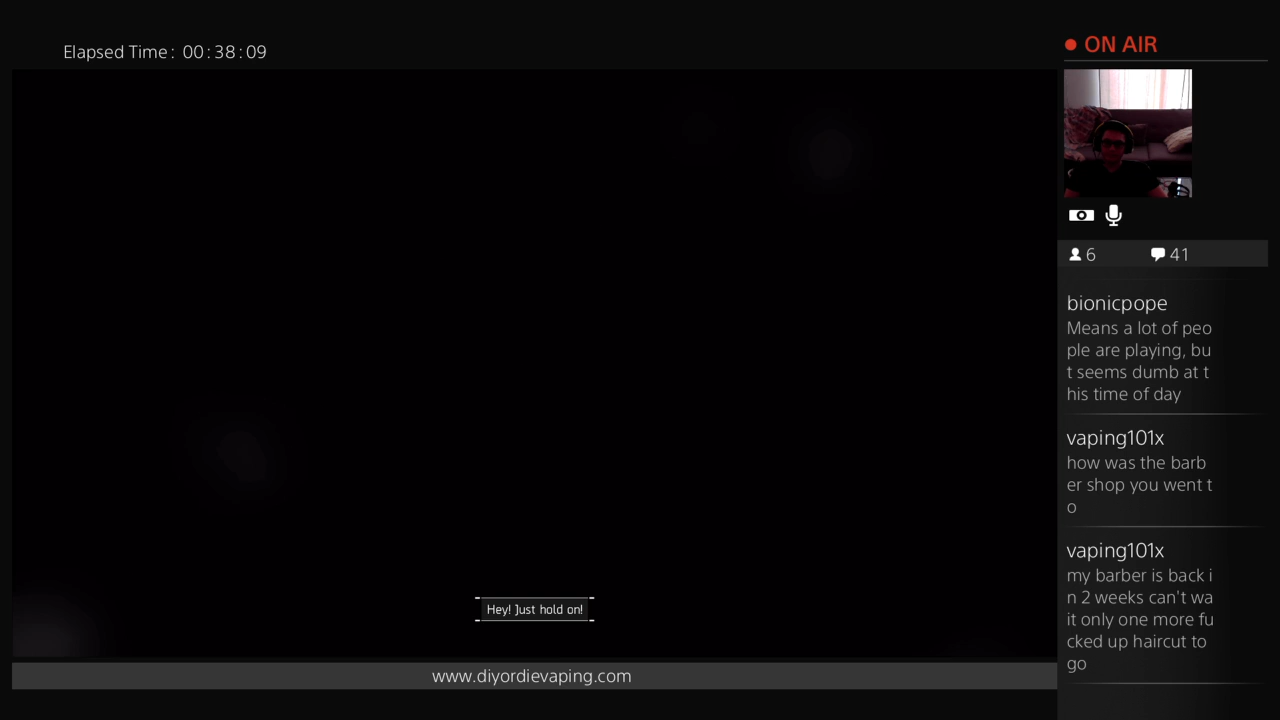 Elapsed Time: 00:38:09
ON AIR
6 41
bionicpope
Means a lot of peo
ple are playing, bu
t seems dumb at t
his time of day
vaping101x
how was the barb
er shop you went t
o
vaping101x
my barber is back i
n 2 weeks can't wa
it only one more fu
cked up haircut to
go
Hey! Just hold on!
www.diyordievaping.com